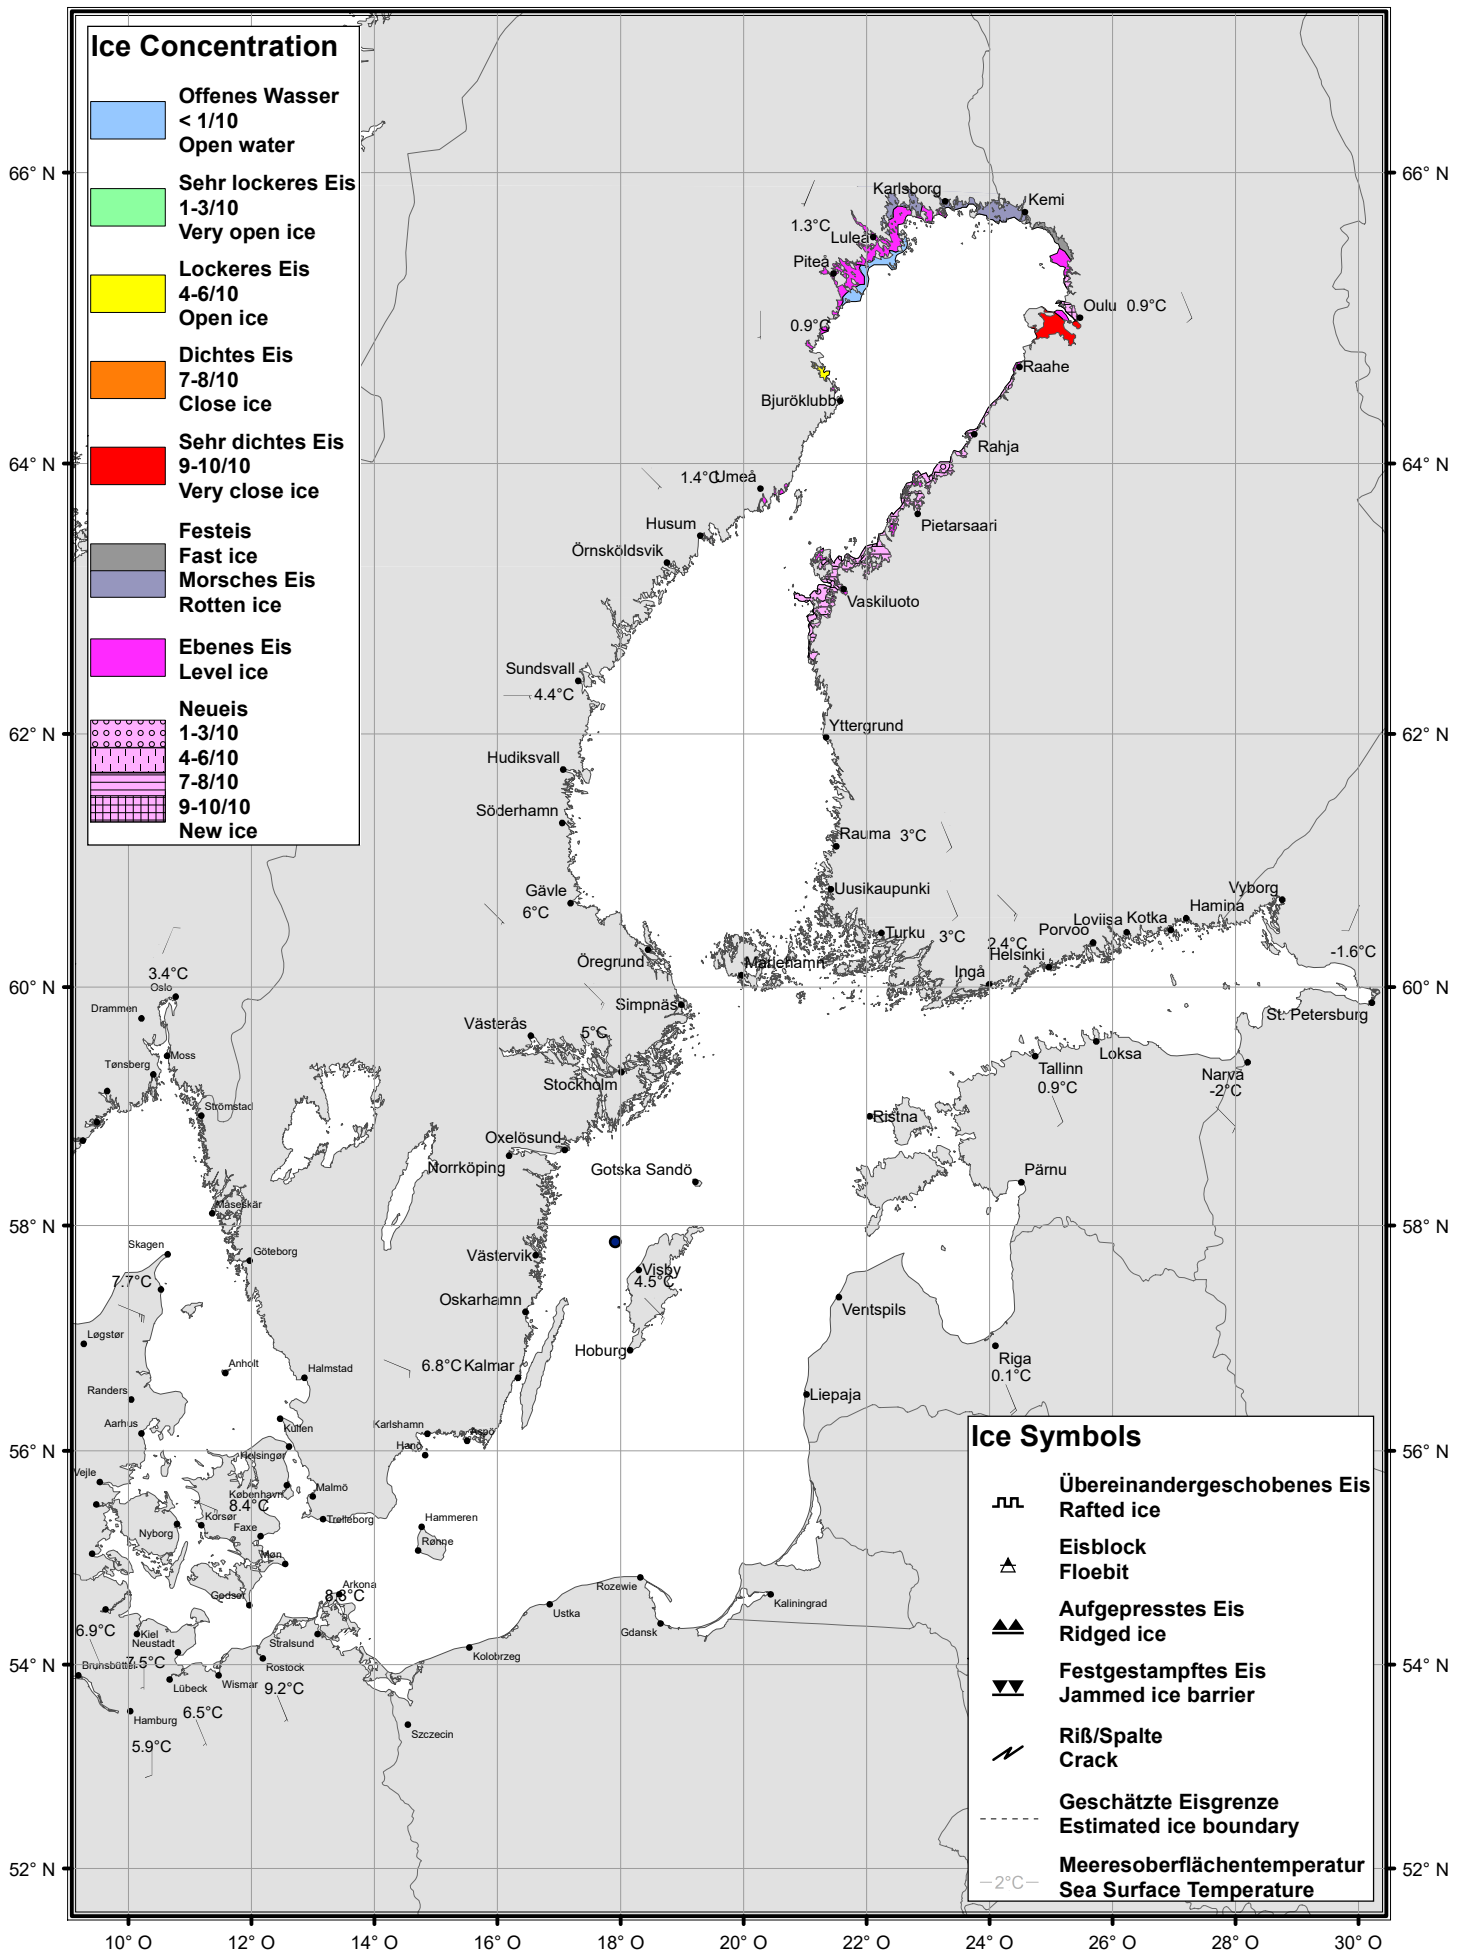 Ice Concentration
Offenes Wasser
< 1/10
Open water
Sehr lockeres Eis
1-3/10
Very open ice
Lockeres Eis
4-6/10
Open ice
Dichtes Eis
7-8/10
Close ice
Sehr dichtes Eis
9-10/10
Very close ice
Festeis
Fast ice
Morsches Eis
Rotten ice
Ebenes Eis
Level ice
Neueis
1-3/10
4-6/10
7-8/10
9-10/10
New ice
66° N
66° N
Karlsborg
Kemi
1.3°C
Luleå
Piteå
Oulu 0.9°C
0.9°C
Raahe
Bjuröklubb
Rahja
64° N
64° N
1.4°C
Umeå
Husum
Pietarsaari
Örnsköldsvik
Vaskiluoto
Sundsvall
4.4°C
Yttergrund
62° N
62° N
Hudiksvall
Söderhamn
Rauma 3°C
Gävle
6°C
Uusikaupunki
Vyborg
Hamina
Loviisa
Kotka
Porvoo
Turku
3°C
2.4°C
Helsinki
-1.6°C
Öregrund
Mariehamn
Ingå
3.4°C
Oslo
60° N
60° N
Drammen
Simpnäs
St. Petersburg
Västerås
5°C
Moss
Tønsberg
Stockholm
Tallinn
0.9°C
Loksa
Narva
-2°C
Strömstad
Ristna
Oxelösund
Norrköping
Gotska Sandö
Pärnu
Måseskär
58° N
58° N
Skagen
Göteborg
Västervik
Visby
4.5°C
7.7°C
Oskarhamn
Ventspils
Løgstør
Hoburg
Anholt
Halmstad
6.8°C
Kalmar
Riga
0.1°C
Randers
Liepaja
Aarhus
Kullen
Karlshamn
Aspö
Hanö
56° N
56° N
Helsingør
Vejle
København
8.4°C
Malmö
Korsør
Trelleborg
Hammeren
Nyborg
Faxe
Rønne
Møn
Arkona
8.8°C
Gedser
Rozewie
Kaliningrad
Ustka
Gdansk
6.9°C
Kiel
Neustadt
Stralsund
Kolobrzeg
54° N
54° N
7.5°C
Brunsbüttel
Rostock
Lübeck
Wismar
9.2°C
6.5°C
Hamburg
Szczecin
5.9°C
52° N
52° N
Ice Symbols
Übereinandergeschobenes Eis
Rafted ice
Eisblock
Floebit
Aufgepresstes Eis
Ridged ice
Festgestampftes Eis
Jammed ice barrier
Riß/Spalte
Crack
Geschätzte Eisgrenze
Estimated ice boundary
2°C
Meeresoberflächentemperatur
Sea Surface Temperature
10° O 12° O 14° O 16° O 18° O 20° O 22° O 24° O 26° O 28° O 30° O